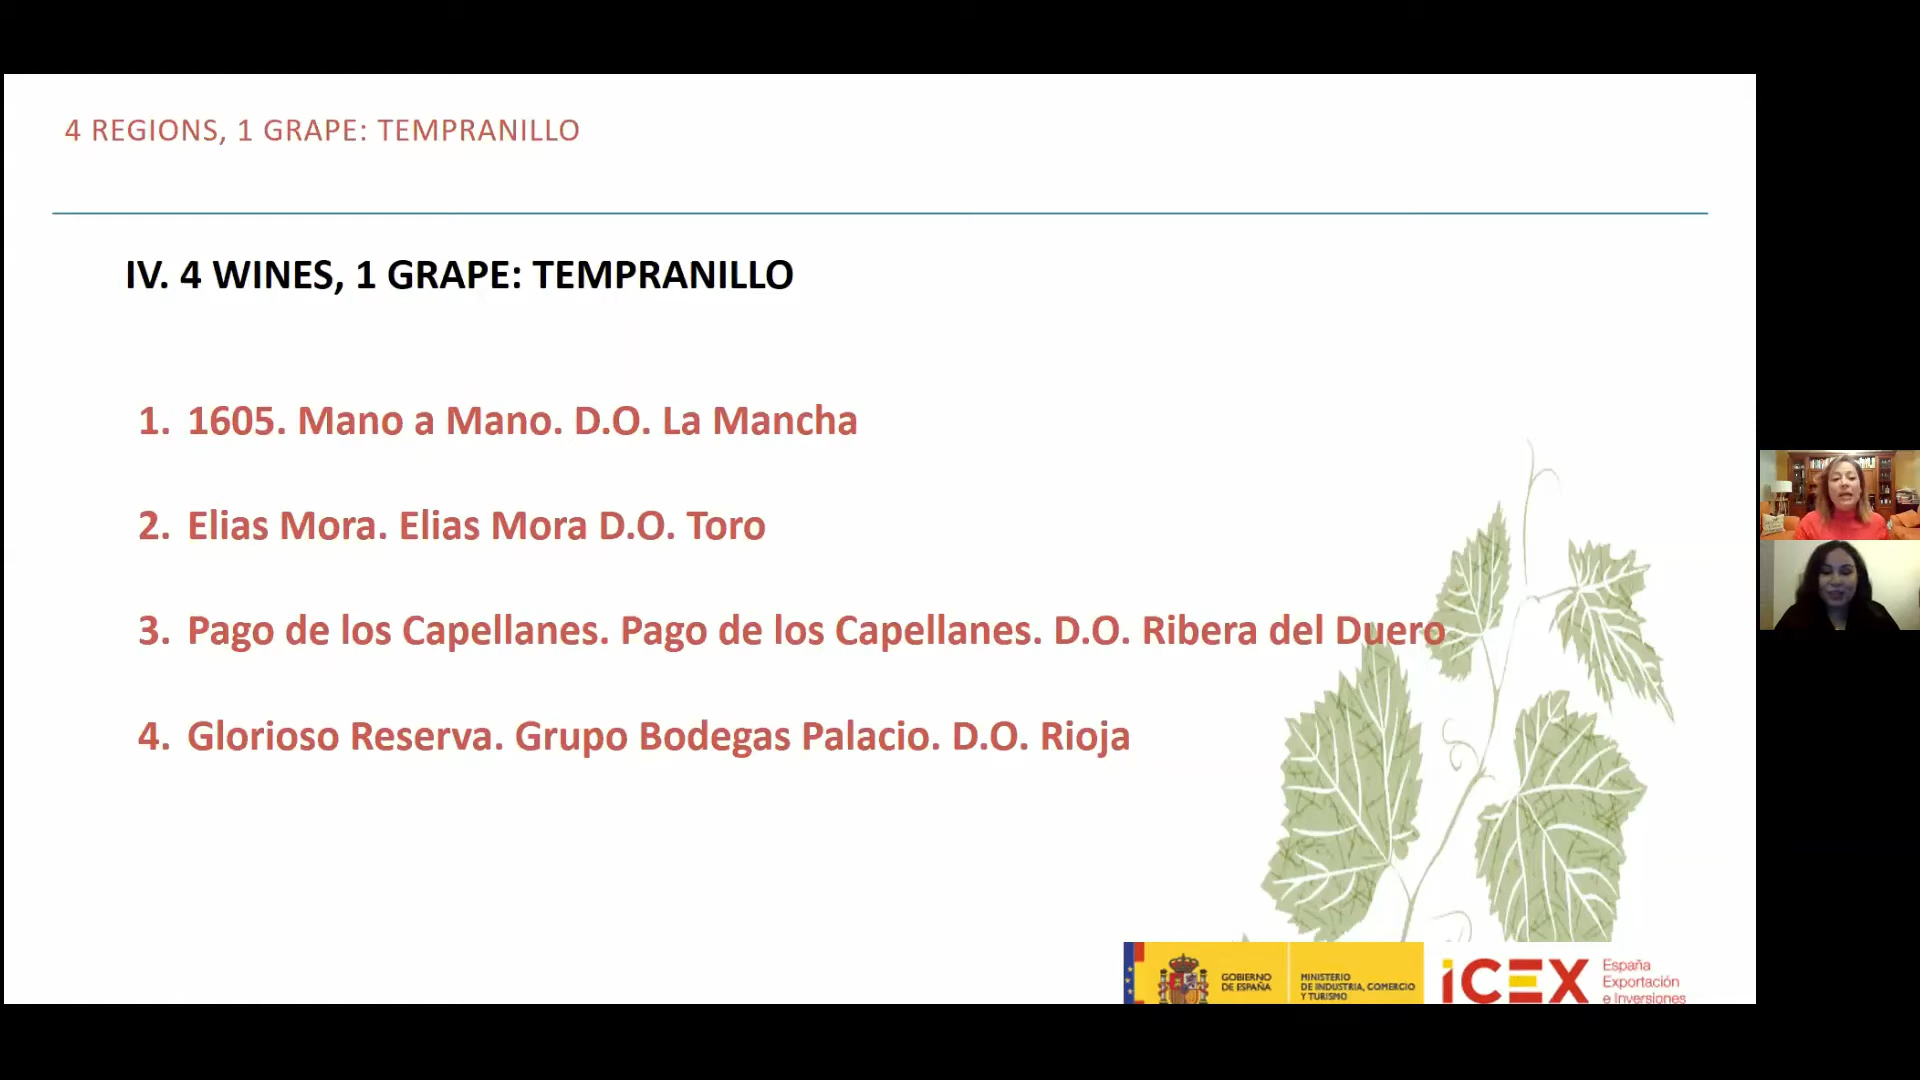 4 REGIONS, 1 GRAPE: TEMPRANILLO
IV. 4 WINES, 1 GRAPE: TEMPRANILLO
1. 1605. Mano a Mano. D.O. La Mancha
2. Elias Mora. Elias Mora D.O. Toro
3. Pago de los Capellanes. Pago de los Capellanes. D.O. Ribera del Duero
4. Glorioso Reserva. Grupo Bodegas Palacio. D.O. Rioja
GOBIERNO
DE ESPAÑA
MINISTERIO
DE INDUSTRIA, COMERCIO
Y TURISMO
iCEX
España
Exportación
e Inversiones